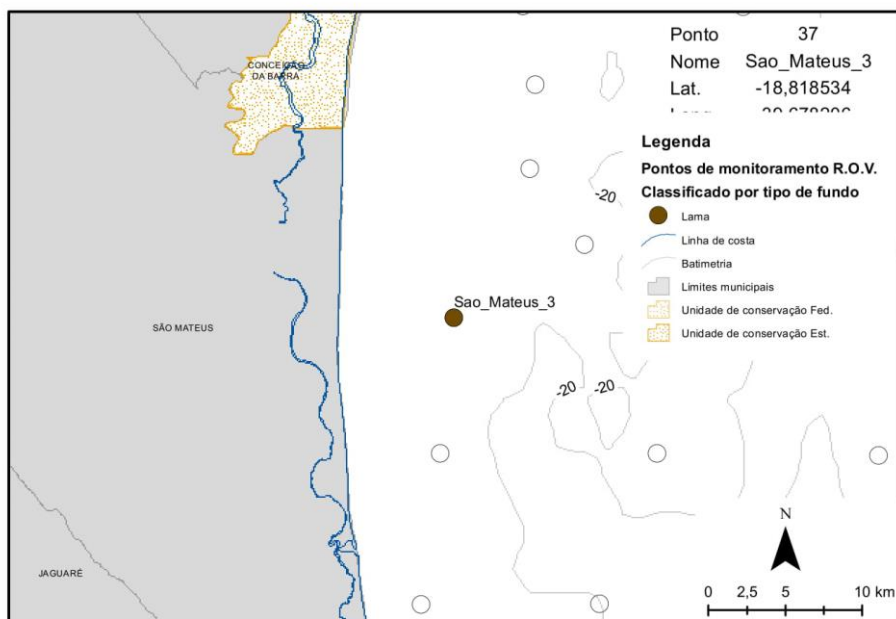 Ponto 37
Nome Sao_Mateus_3
Lat. -18,818534
CONCEIÇÃO
DA BARRA
Legenda
Pontos de monitoramento R.O.V.
Classificado por tipo de fundo
Lama
Linha de costa
Batimetria
Limites municipais
Unidade de conservação Fed.
Unidade de conservação Est.
-20
Sao_Mateus_3
SÃO MATEUS
-20
-20
JAGUARÉ
N
0 2,5 5 10 km